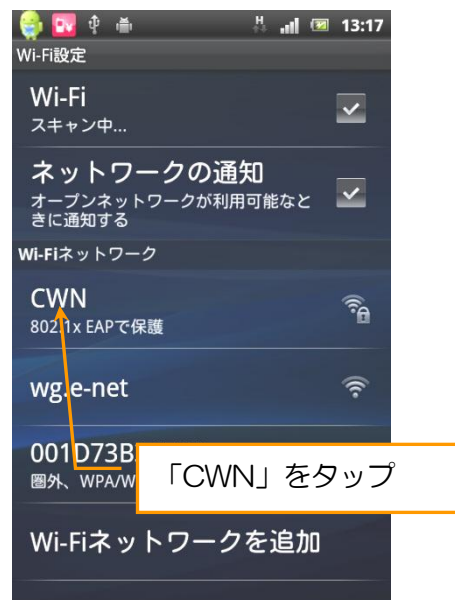 H
13:17
Wi-Fi設定
Wi-Fi
スキャン中...
ネットワークの通知
オープンネットワークが利用可能なと
きに通知する
Wi-Fiネットワーク
CWN
802.1x EAPで保護
wg.e-net
001D73B
圏外、WPA/W
「CWN」をタップ
Wi-Fiネットワークを追加